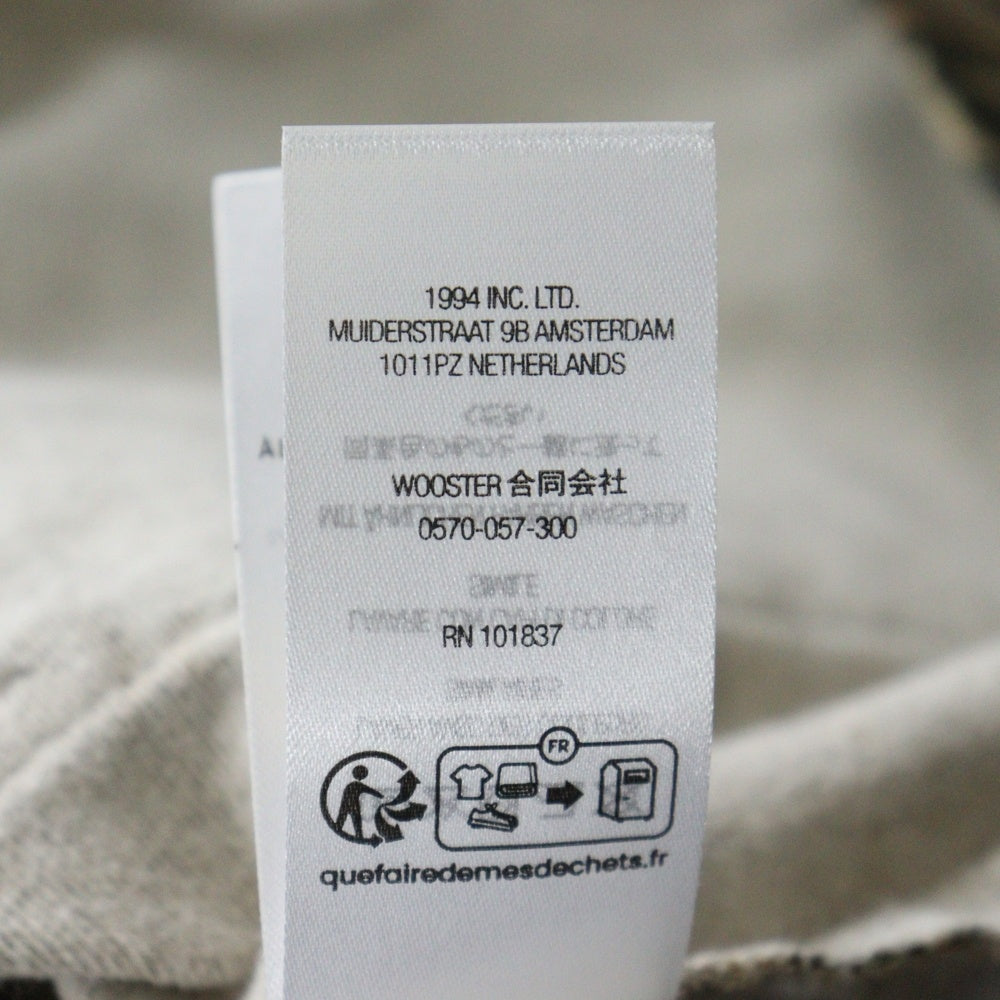 1994 INC. LTD.
MUIDERSTRAAT 9B AMSTERDAM
1011PZ NETHERLANDS
WOOSTER 合同会社
0570-057-300
RN 101837
FR
quefairedemesdechets.fr